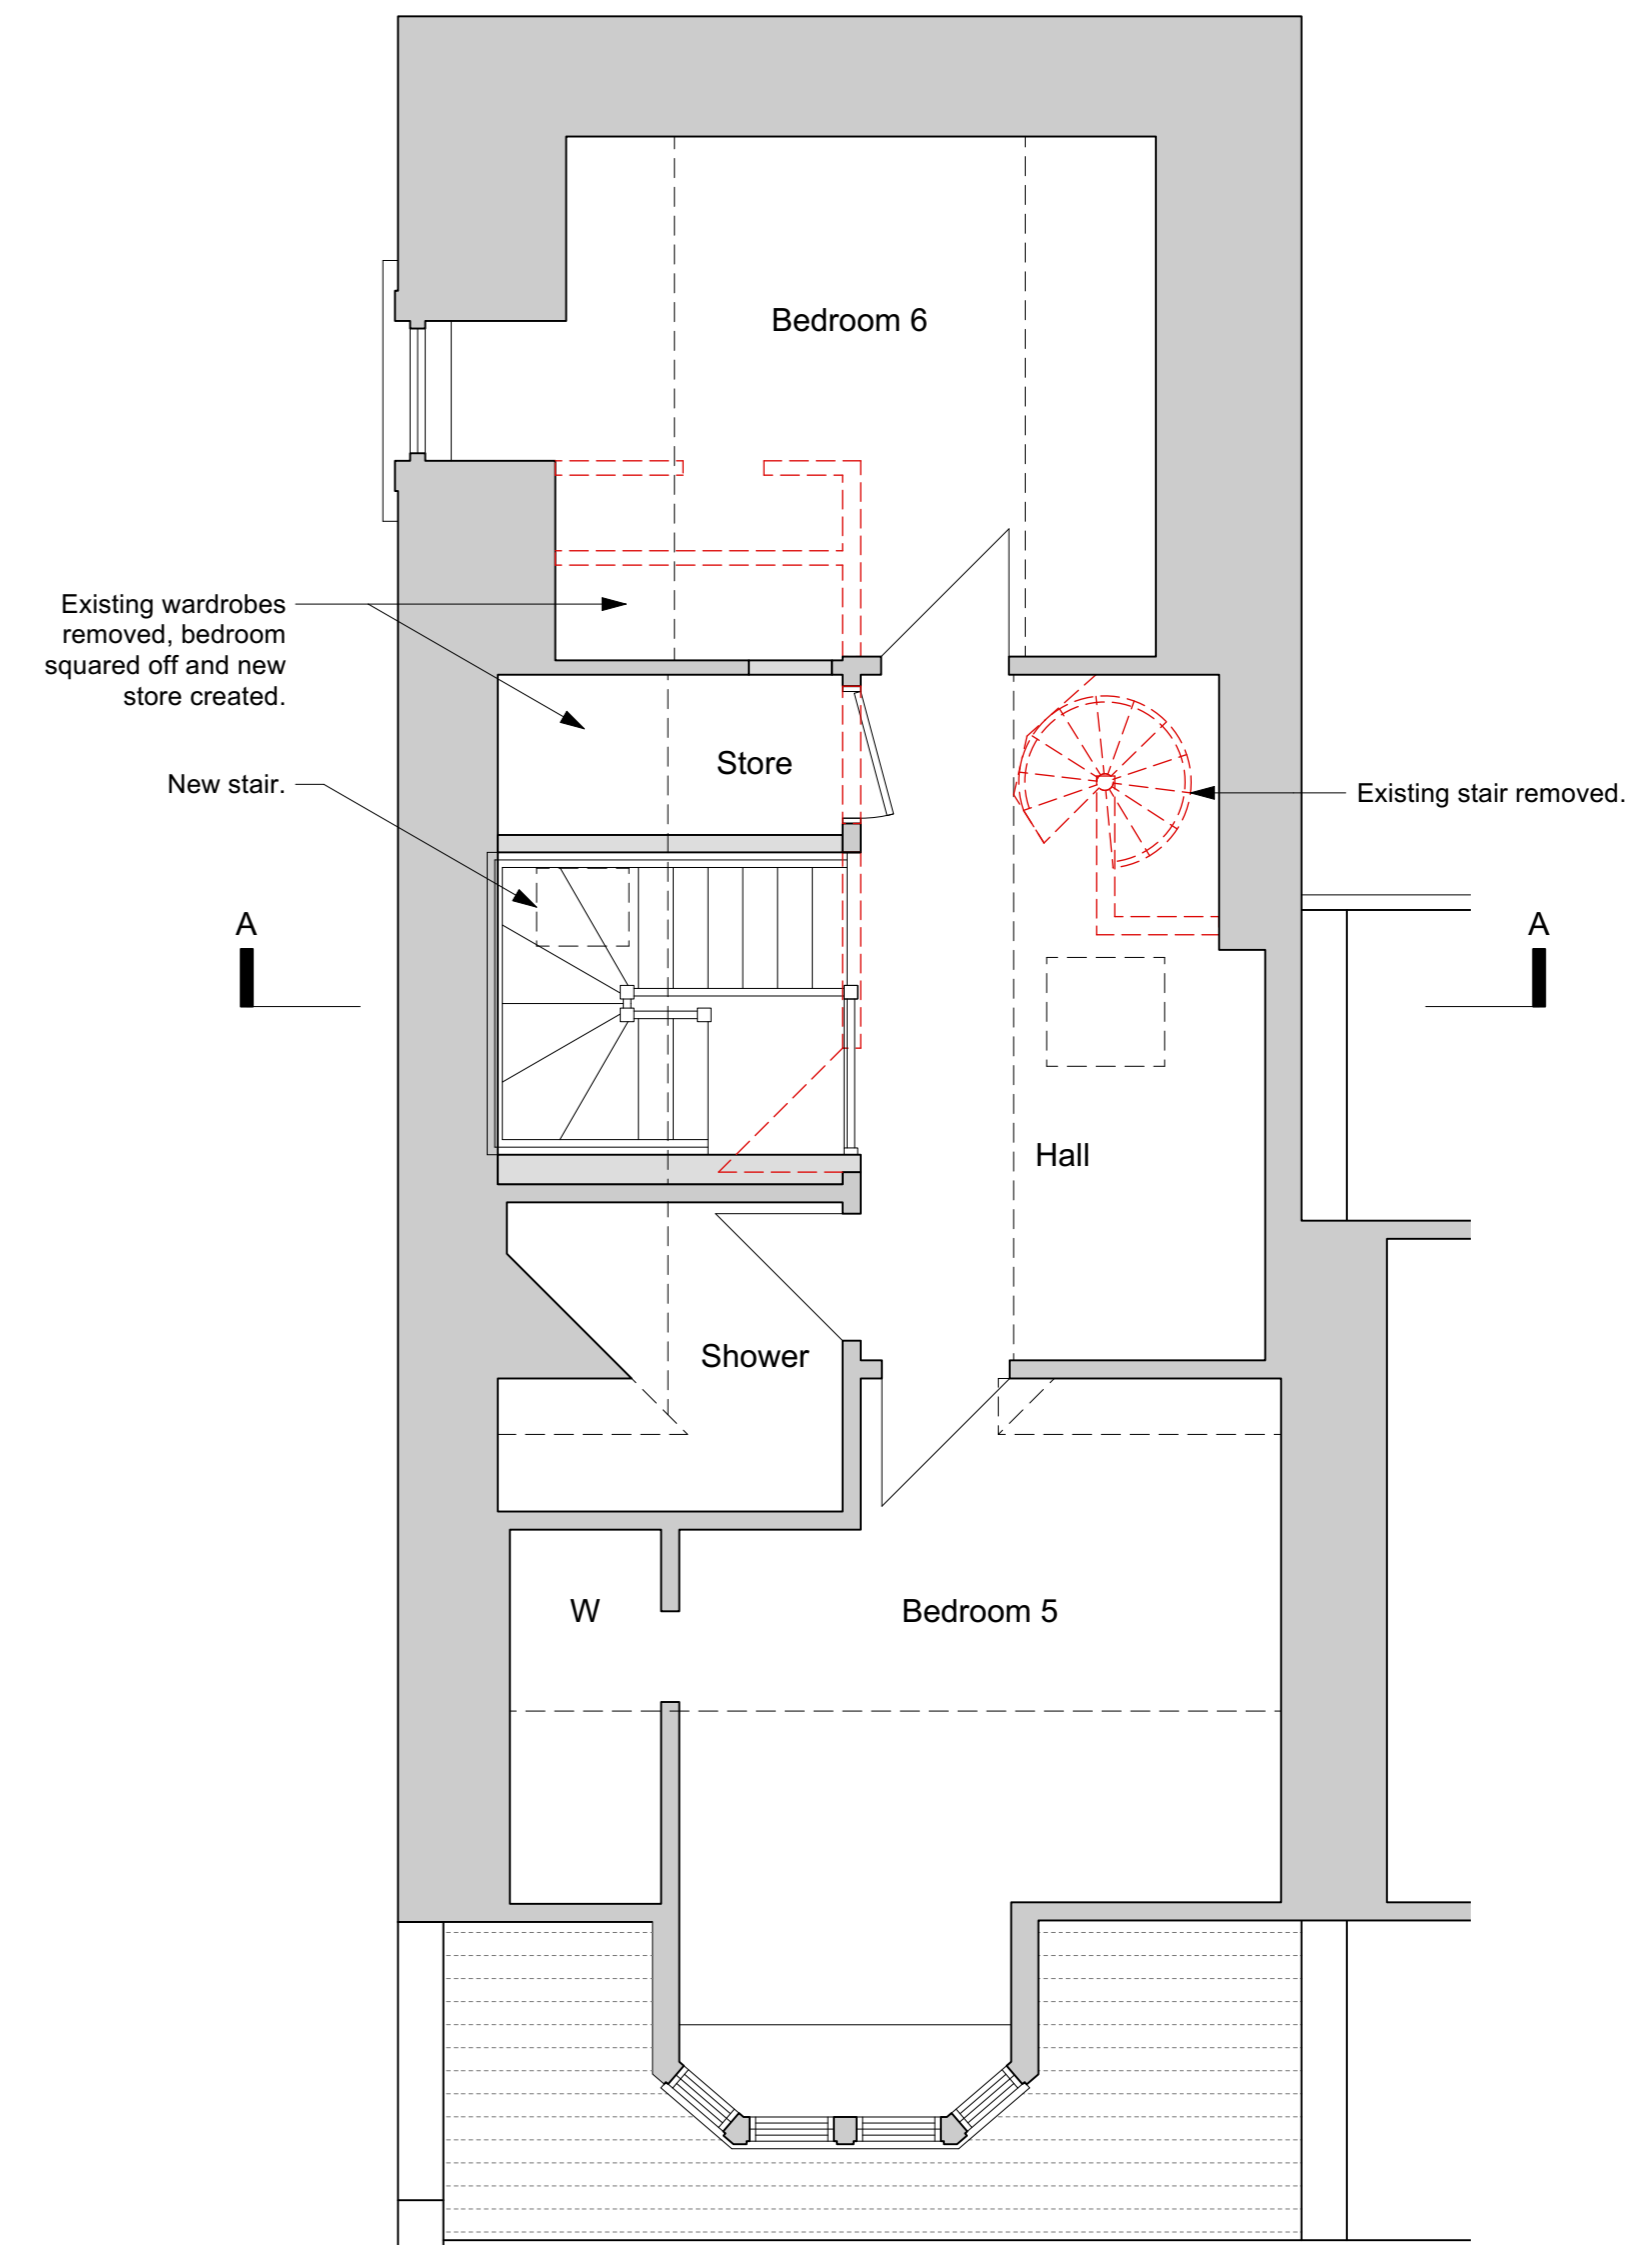 Bedroom 6
Existing wardrobes
removed, bedroom
squared off and new
store created.
Store
New stair.
Existing stair removed.
A
A
Hall
Shower
W
Bedroom 5